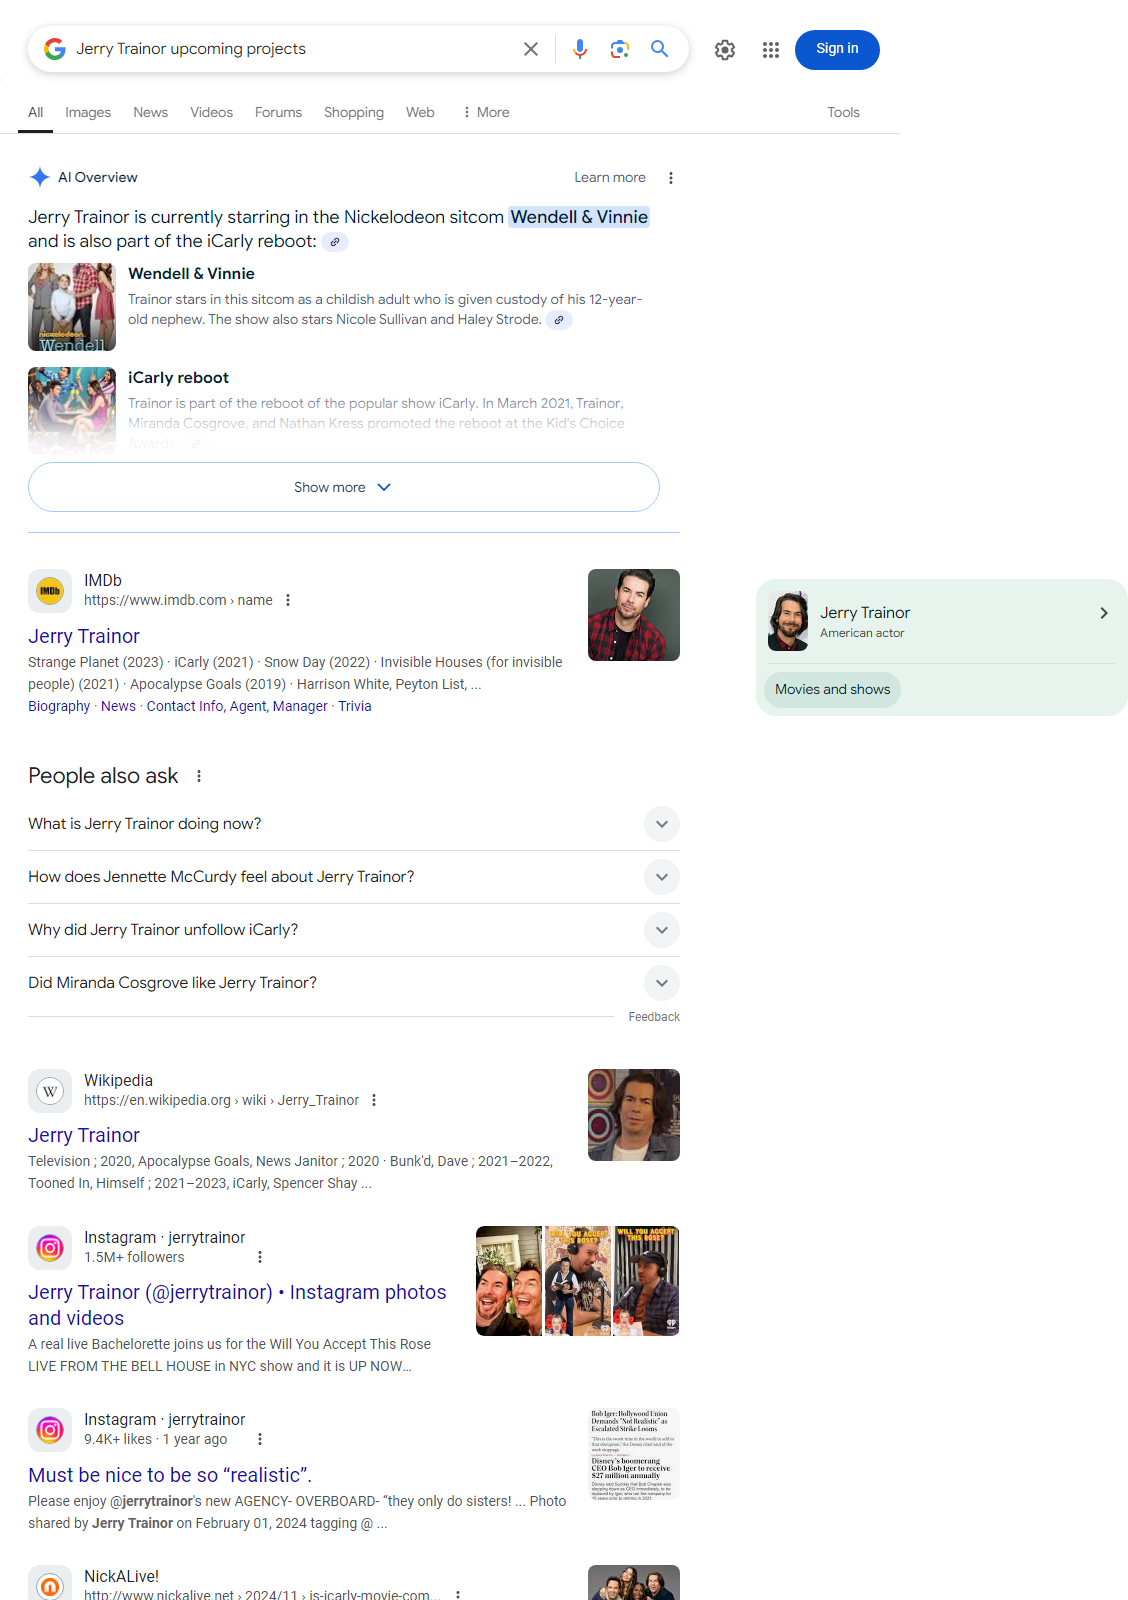 Jerry Trainor upcoming projects
Sign in
All Images News Videos Forums Shopping Web More Tools
AI Overview Learn more
Jerry Trainor is currently starring in the Nickelodeon sitcom Wendell & Vinnie
and is also part of the iCarly reboot:
Wendell & Vinnie
Trainor stars in this sitcom as a childish adult who is given custody of his 12-year-
old nephew. The show also stars Nicole Sullivan and Haley Strode.
nickelodeon.
Wendell
iCarly reboot
Trainor is part of the reboot of the popular show iCarly. In March 2021, Trainor,
Miranda Cosgrove, and Nathan Kress promoted the reboot at the Kid's Choice
Awards.
Show more
IMDb
IMDb
https://www.imdb.com › name
Jerry Trainor
Strange Planet (2023) · iCarly (2021) · Snow Day (2022) · Invisible Houses (for invisible
people) (2021) · Apocalypse Goals (2019) · Harrison White, Peyton List, ...
Biography · News · Contact Info, Agent, Manager · Trivia
Jerry Trainor
American actor
Movies and shows
People also ask
What is Jerry Trainor doing now?
How does Jennette McCurdy feel about Jerry Trainor?
Why did Jerry Trainor unfollow iCarly?
Did Miranda Cosgrove like Jerry Trainor?
Feedback
W
Wikipedia
https://en.wikipedia.org › wiki › Jerry_Trainor
Jerry Trainor
Television ; 2020, Apocalypse Goals, News Janitor ; 2020 · Bunk'd, Dave ; 2021–2022,
Tooned In, Himself ; 2021–2023, iCarly, Spencer Shay ...
Instagram · jerrytrainor
1.5M+ followers
Jerry Trainor (@jerrytrainor) • Instagram photos
and videos
A real live Bachelorette joins us for the Will You Accept This Rose
LIVE FROM THE BELL HOUSE in NYC show and it is UP NOW...
WILL YOU ACCEPT
THIS ROSE?
WILL YOU ACCEPT
THIS ROSE?
Instagram · jerrytrainor
9.4K+ likes · 1 year ago
Must be nice to be so “realistic”.
Please enjoy @jerrytrainor's new AGENCY- OVERBOARD- “they only do sisters! ... Photo
shared by Jerry Trainor on February 01, 2024 tagging @ ...
Bob Iger: Hollywood Union
Demands "Not Realistic" as
Escalated Strike Looms
Disney's boomerang
CEO Bob Iger to receive
$27 million annually
NickALive!
http://www.nickalive.net › 2024/11 › is-icarly-movie-com...